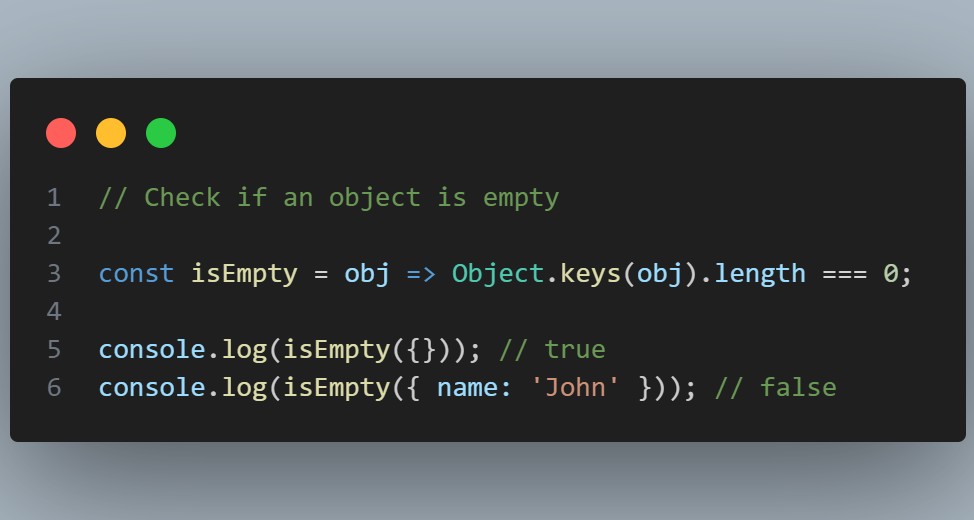 1 // Check if an object is empty
2
3 const isEmpty = obj => Object.keys(obj).length === 0;
4
5 console.log(isEmpty({})); // true
6 console.log(isEmpty({ name: 'John' })); // false